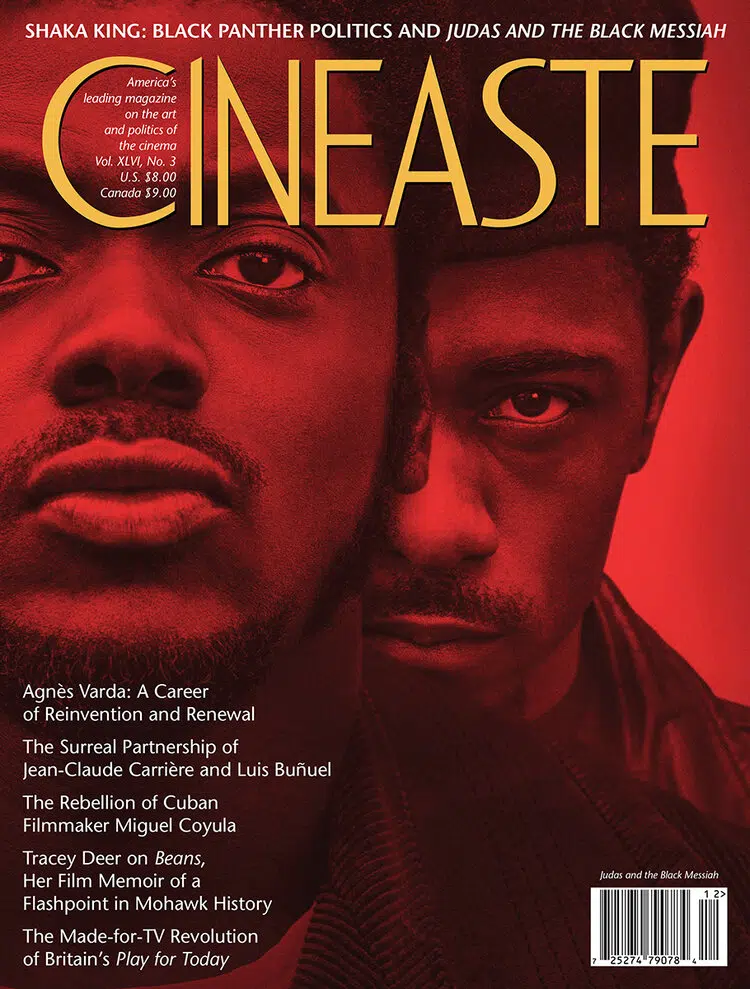 SHAKA KING: BLACK PANTHER POLITICS AND JUDAS AND THE BLACK MESSIAH
CINEASTE
America's
leading magazine
on the art
and politics of
the cinema
Vol. XLVI, No. 3
U.S. $8.00
Canada $9.00
Agnès Varda: A Career
of Reinvention and Renewal
The Surreal Partnership of
Jean-Claude Carrière and Luis Buñuel
The Rebellion of Cuban
Filmmaker Miguel Coyula
Tracey Deer on Beans,
Her Film Memoir of a
Flashpoint in Mohawk History
The Made-for-TV Revolution
of Britain's Play for Today
Judas and the Black Messiah
12>
7 25274 79078 4